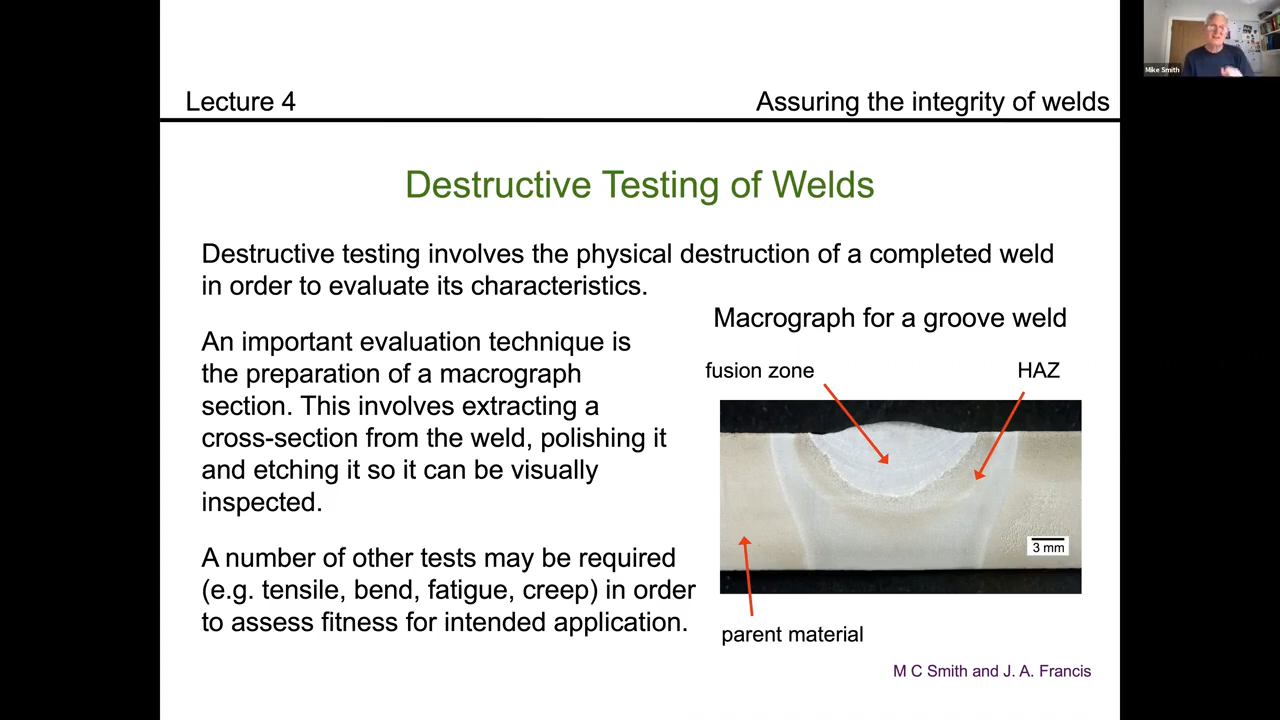 Mike Smith
Lecture 4
Assuring the integrity of welds
Destructive Testing of Welds
Destructive testing involves the physical destruction of a completed weld
in order to evaluate its characteristics.
An important evaluation technique is
the preparation of a macrograph
section. This involves extracting a
cross-section from the weld, polishing it
and etching it so it can be visually
inspected.
A number of other tests may be required
(e.g. tensile, bend, fatigue, creep) in order
to assess fitness for intended application.
Macrograph for a groove weld
fusion zone
HAZ
3 mm
parent material
M C Smith and J. A. Francis